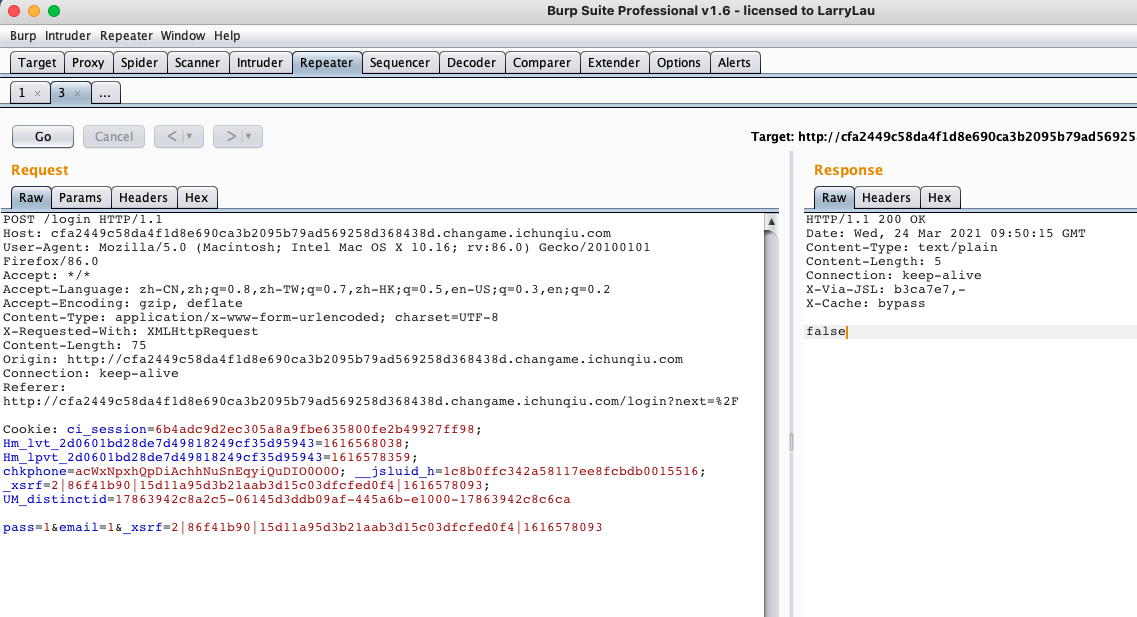 Burp Suite Professional v1.6 - licensed to LarryLau
Burp Intruder Repeater Window Help
Target Proxy Spider Scanner Intruder Repeater Sequencer Decoder Comparer Extender Options Alerts
1 × 3 × ...
Go Cancel < ▼ > ▼
Target: http://cfa2449c58da4f1d8e690ca3b2095b79ad56925
Request
Raw Params Headers Hex
POST /login HTTP/1.1
Host: cfa2449c58da4f1d8e690ca3b2095b79ad569258d368438d.changame.ichunqiu.com
User-Agent: Mozilla/5.0 (Macintosh; Intel Mac OS X 10.16; rv:86.0) Gecko/20100101
Firefox/86.0
Accept: */*
Accept-Language: zh-CN,zh;q=0.8,zh-TW;q=0.7,zh-HK;q=0.5,en-US;q=0.3,en;q=0.2
Accept-Encoding: gzip, deflate
Content-Type: application/x-www-form-urlencoded; charset=UTF-8
X-Requested-With: XMLHttpRequest
Content-Length: 75
Origin: http://cfa2449c58da4f1d8e690ca3b2095b79ad569258d368438d.changame.ichunqiu.com
Connection: keep-alive
Referer:
http://cfa2449c58da4f1d8e690ca3b2095b79ad569258d368438d.changame.ichunqiu.com/login?next=%2F
Cookie: ci_session=6b4adc9d2ec305a8a9fbe635800fe2b49927ff98;
Hm_lvt_2d0601bd28de7d49818249cf35d95943=1616568038;
Hm_lpvt_2d0601bd28de7d49818249cf35d95943=1616578359;
chkphone=acWxNpxhQpDiAchhNuSnEqyiQuDIO0O0O; __jsluid_h=1c8b0ffc342a58117ee8fcbdb0015516;
_xsrf=2|86f41b90|15d11a95d3b21aab3d15c03dfcfed0f4|1616578093;
UM_distinctid=17863942c8a2c5-06145d3ddb09af-445a6b-e1000-17863942c8c6ca
pass=1&email=1&_xsrf=2|86f41b90|15d11a95d3b21aab3d15c03dfcfed0f4|1616578093
Response
Raw Headers Hex
HTTP/1.1 200 OK
Date: Wed, 24 Mar 2021 09:50:15 GMT
Content-Type: text/plain
Content-Length: 5
Connection: keep-alive
X-Via-JSL: b3ca7e7,-
X-Cache: bypass
false